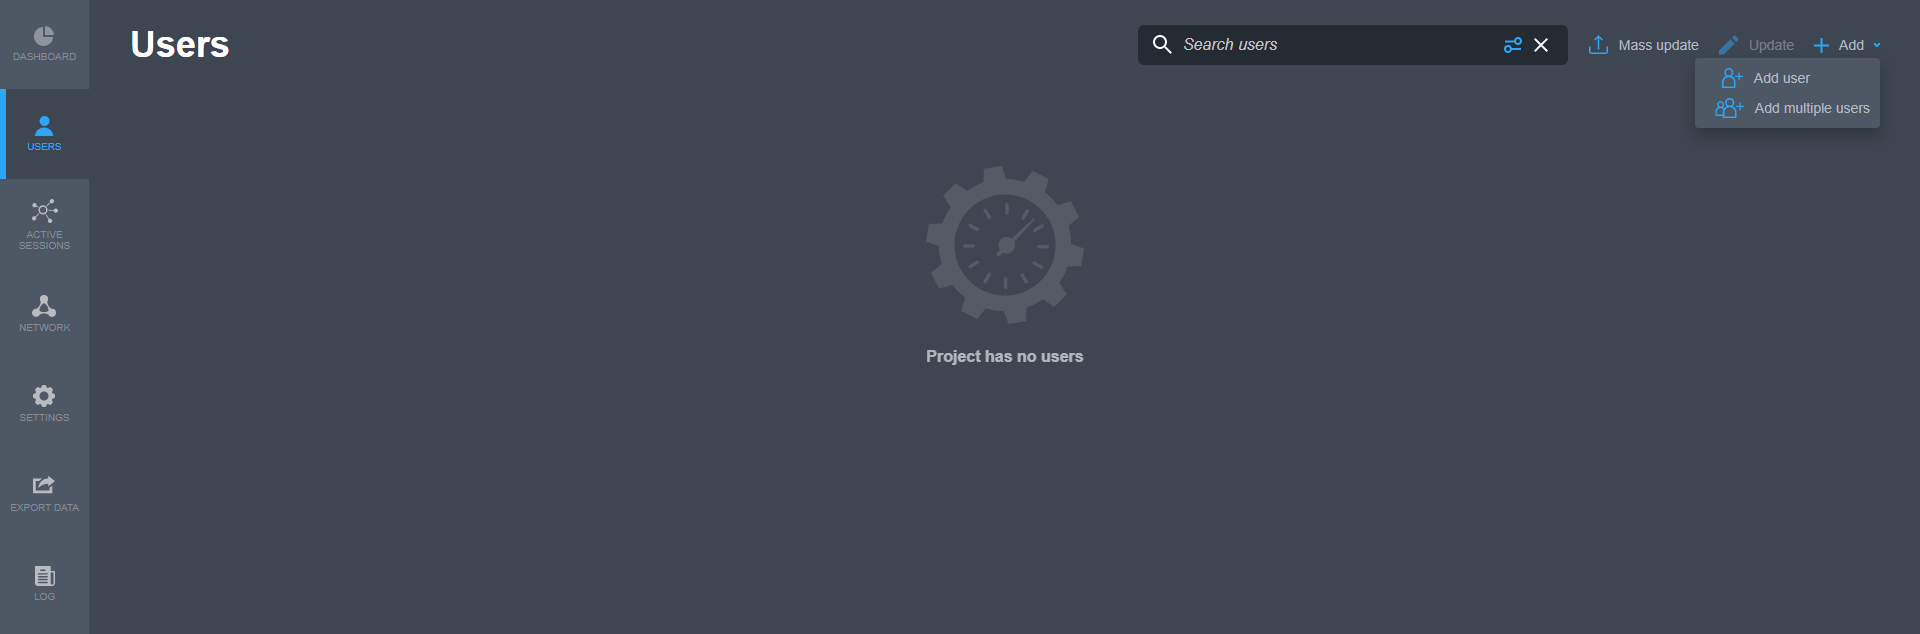 DASHBOARD
USERS
ACTIVE
SESSIONS
NETWORK
SETTINGS
EXPORT DATA
LOG
Users
Search users
Mass update
Update
Add
Add user
Add multiple users
Project has no users